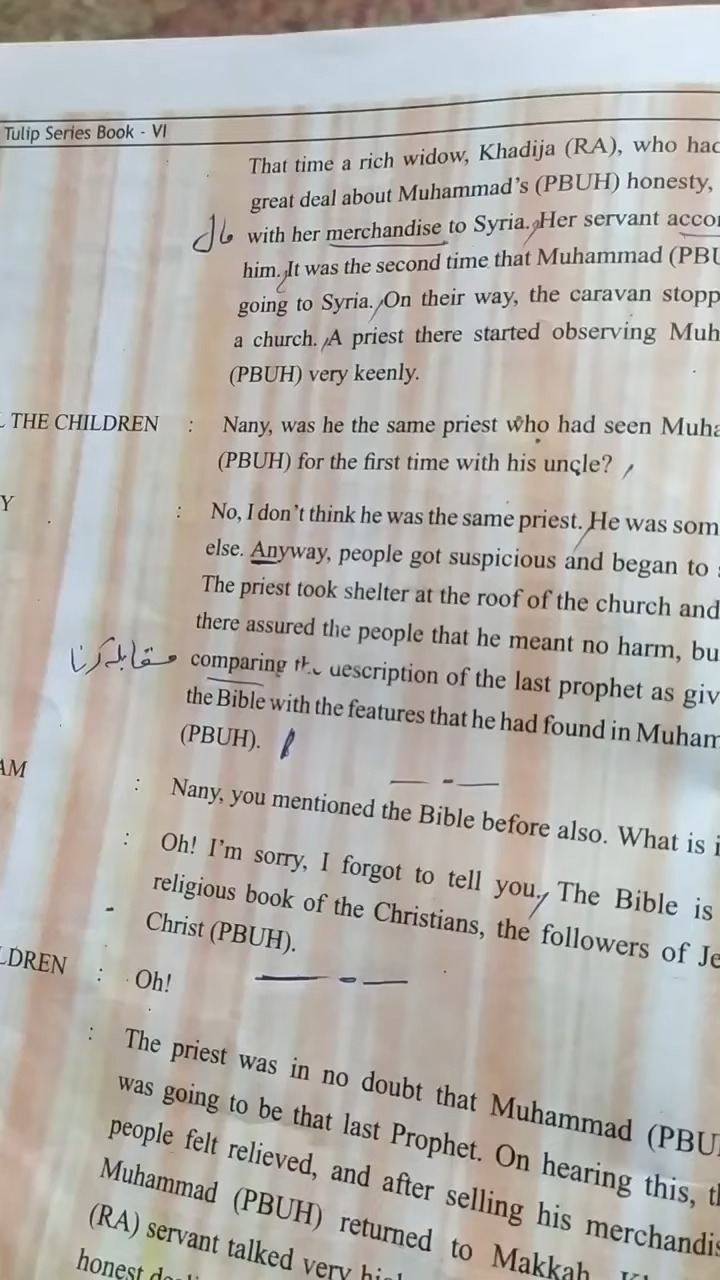 Tulip Series Book - VI
That time a rich widow, Khadija (RA), who had
great deal about Muhammad's (PBUH) honesty,
مال with her merchandise to Syria. Her servant accor
him. It was the second time that Muhammad (PBU
going to Syria. On their way, the caravan stopp
a church. A priest there started observing Muh
(PBUH) very keenly.
THE CHILDREN : Nany, was he the same priest who had seen Muha
(PBUH) for the first time with his uncle?
Y : No, I don't think he was the same priest. He was som
else. Anyway, people got suspicious and began to
The priest took shelter at the roof of the church and
there assured the people that he meant no harm, bu
مقابلہ کرنا comparing the description of the last prophet as giv
the Bible with the features that he had found in Muham
(PBUH).
AM : Nany, you mentioned the Bible before also. What is i
: Oh! I'm sorry, I forgot to tell you. The Bible is
religious book of the Christians, the followers of Je
Christ (PBUH).
LDREN : Oh!
: The priest was in no doubt that Muhammad (PBU
was going to be that last Prophet. On hearing this, t
people felt relieved, and after selling his merchandis
Muhammad (PBUH) returned to Makkah.
(RA) servant talked very hi
honest